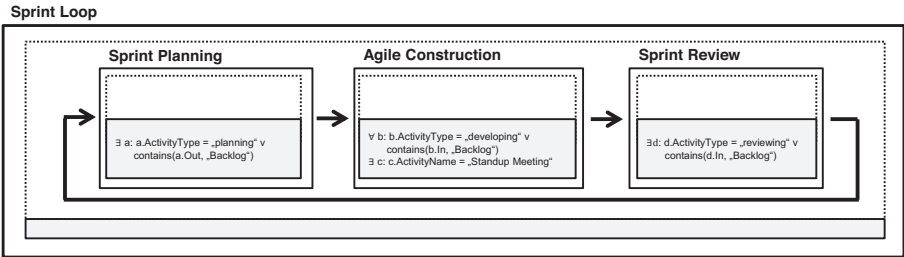 Sprint Loop
Sprint Planning
∃ a: a.ActivityType = „planning“ v
contains(a.Out, „Backlog“)
Agile Construction
∀ b: b.ActivityType = „developing“ v
contains(b.In, „Backlog“)
∃ c: c.ActivityName = „Standup Meeting“
Sprint Review
∃d: d.ActivityType = „reviewing“ v
contains(d.In, „Backlog“)